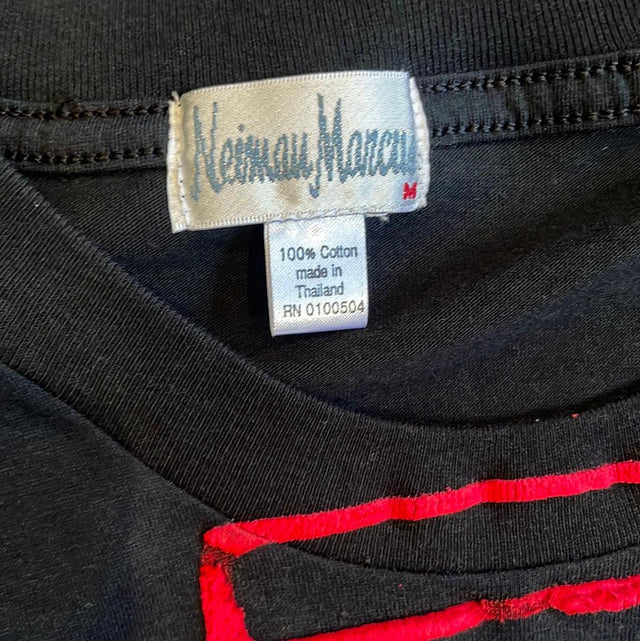 Neiman Marcus
M
100% Cotton
made in
Thailand
RN 0100504